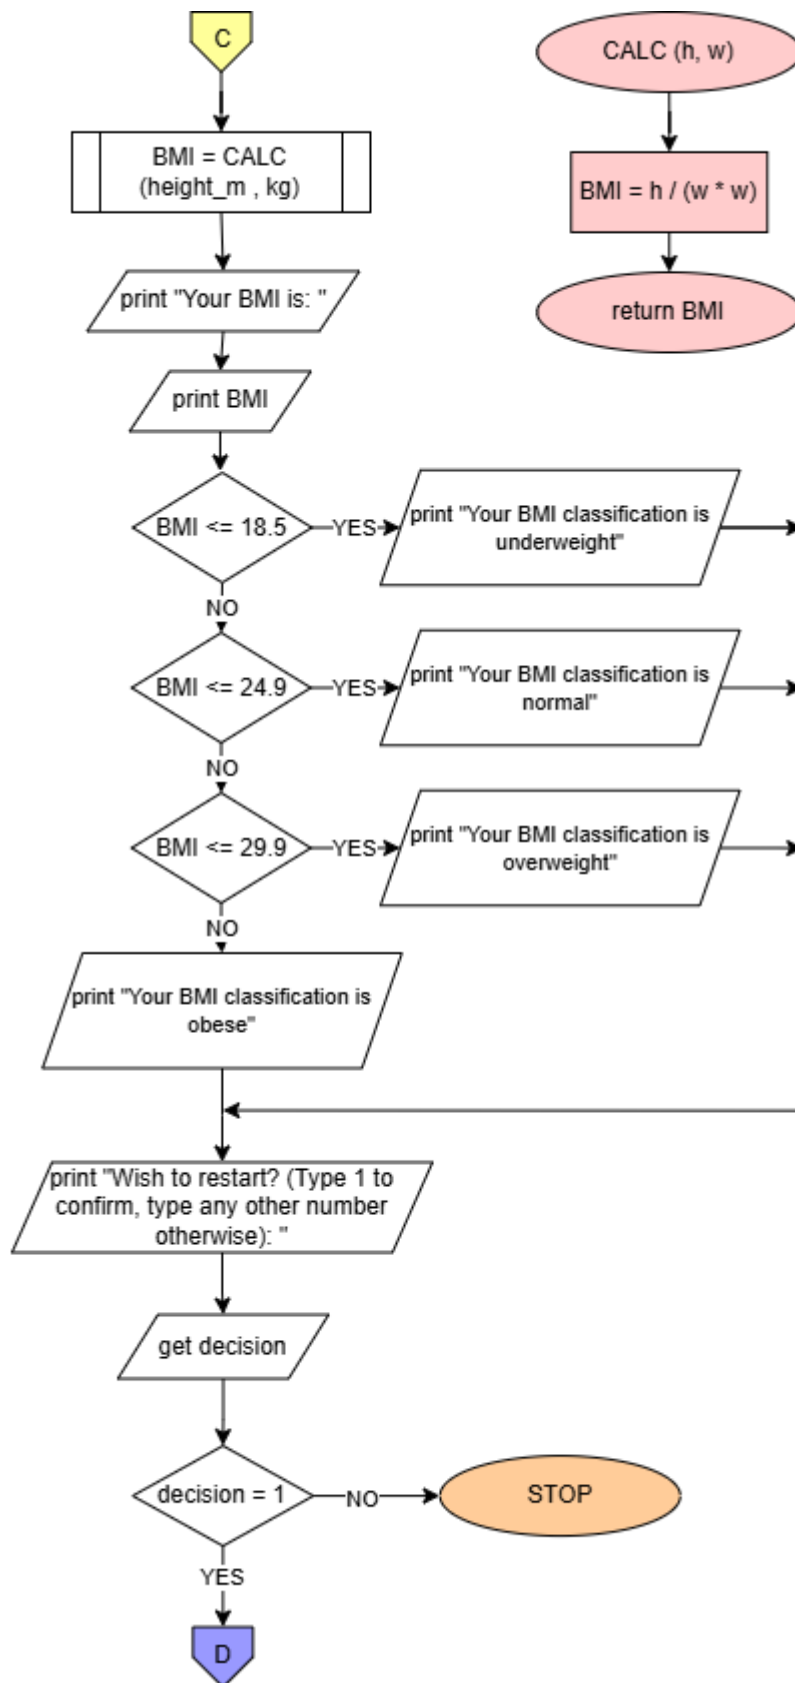 C
BMI = CALC
(height_m , kg)
print "Your BMI is: "
print BMI
BMI <= 18.5
YES
print "Your BMI classification is
underweight"
NO
BMI <= 24.9
YES
print "Your BMI classification is
normal"
NO
BMI <= 29.9
YES
print "Your BMI classification is
overweight"
NO
print "Your BMI classification is
obese"
print "Wish to restart? (Type 1 to
confirm, type any other number
otherwise): "
get decision
decision = 1
NO
STOP
YES
D
CALC (h, w)
BMI = h / (w * w)
return BMI